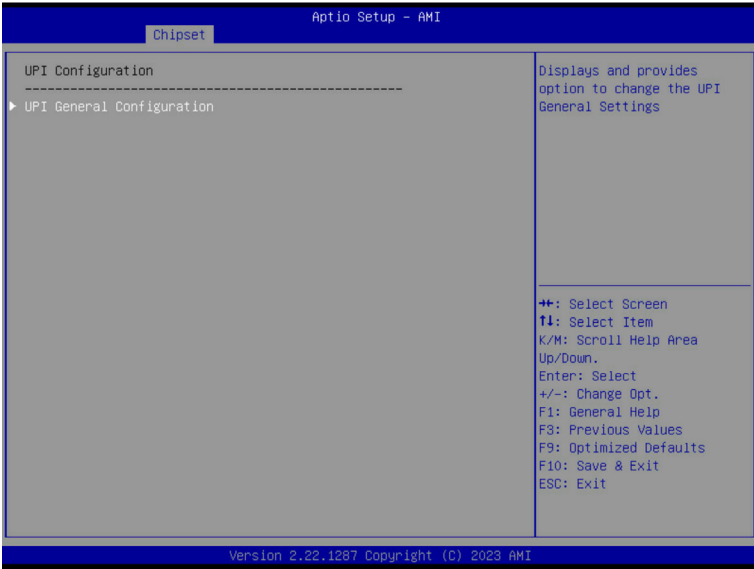 Aptio Setup – AMI
Chipset
UPI Configuration
--------------------------------------------------
▶ UPI General Configuration
Displays and provides
option to change the UPI
General Settings
→←: Select Screen
↑↓: Select Item
K/M: Scroll Help Area
Up/Down.
Enter: Select
+/-: Change Opt.
F1: General Help
F3: Previous Values
F9: Optimized Defaults
F10: Save & Exit
ESC: Exit
Version 2.22.1287 Copyright (C) 2023 AMI